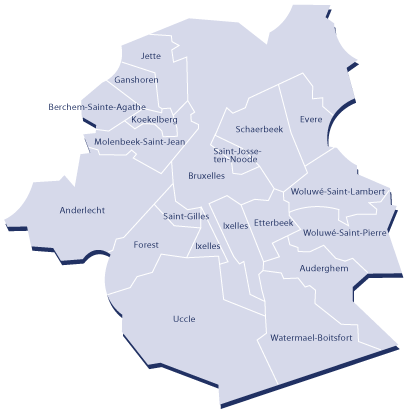 Jette
Ganshoren
Berchem-Sainte-Agathe
Koekelberg
Evere
Schaerbeek
Molenbeek-Saint-Jean
Saint-Josse-
ten-Noode
Bruxelles
Woluwé-Saint-Lambert
Anderlecht
Saint-Gilles
Etterbeek
Ixelles
Woluwé-Saint-Pierre
Forest
Ixelles
Auderghem
Uccle
Watermael-Boitsfort